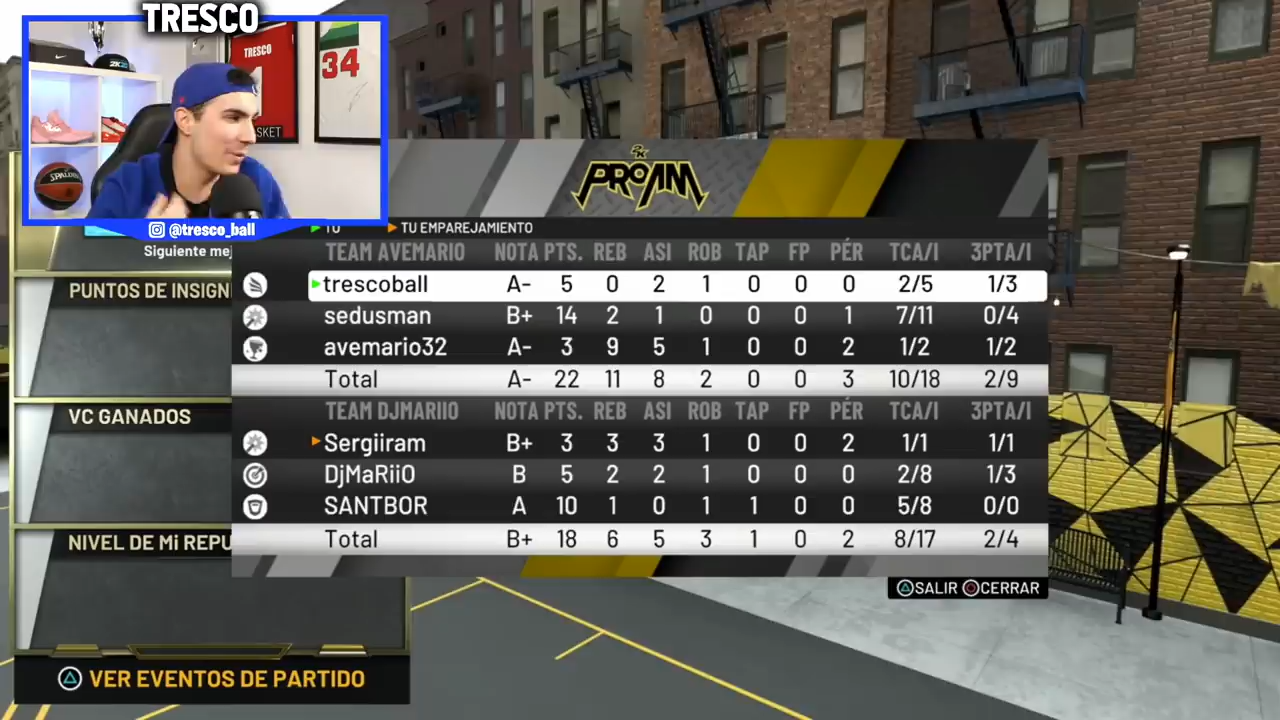 TRESCO
TRESCO
34
2K
BASKET
SPALDING
@tresco_ball
Siguiente mej
2K
PRO AM
TU
TU EMPAREJAMIENTO
TEAM AVEMARIO NOTA PTS. REB ASI ROB TAP FP PÉR TCA/I 3PTA/I
trescoball A- 5 0 2 1 0 0 0 2/5 1/3
sedusman B+ 14 2 1 0 0 0 1 7/11 0/4
avemario32 A- 3 9 5 1 0 0 2 1/2 1/2
Total A- 22 11 8 2 0 0 3 10/18 2/9
TEAM DJMARIIO NOTA PTS. REB ASI ROB TAP FP PÉR TCA/I 3PTA/I
Sergiiram B+ 3 3 3 1 0 0 2 1/1 1/1
DjMaRiiO B 5 2 2 1 0 0 0 2/8 1/3
SANTBOR A 10 1 0 1 1 0 0 5/8 0/0
Total B+ 18 6 5 3 1 0 2 8/17 2/4
SALIR CERRAR
PUNTOS DE INSIGN
VC GANADOS
NIVEL DE Mi REPU
VER EVENTOS DE PARTIDO